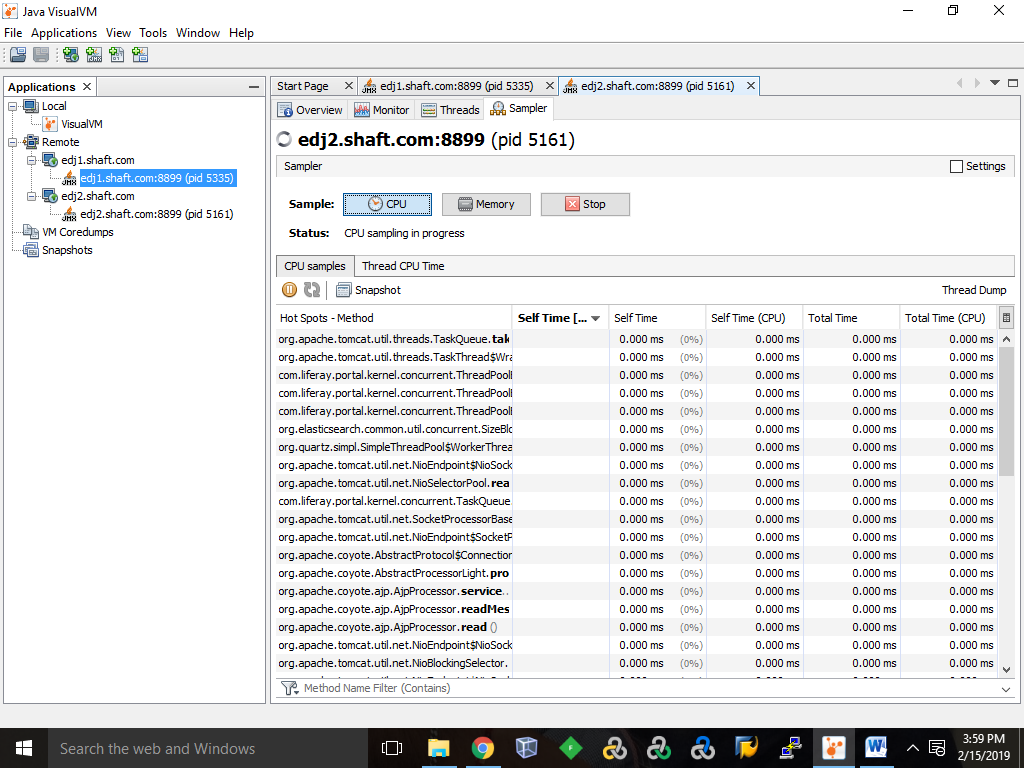 Java VisualVM
File Applications View Tools Window Help
Applications
Local
VisualVM
Remote
edj1.shaft.com
edj1.shaft.com:8899 (pid 5335)
edj2.shaft.com
edj2.shaft.com:8899 (pid 5161)
VM Coredumps
Snapshots
Start Page edj1.shaft.com:8899 (pid 5335) edj2.shaft.com:8899 (pid 5161)
Overview Monitor Threads Sampler
edj2.shaft.com:8899 (pid 5161)
Sampler Settings
Sample: CPU Memory Stop
Status: CPU sampling in progress
CPU samples Thread CPU Time
Snapshot Thread Dump
Hot Spots - Method Self Time [... Self Time Self Time (CPU) Total Time Total Time (CPU)
org.apache.tomcat.util.threads.TaskQueue.tak 0.000 ms (0%) 0.000 ms 0.000 ms 0.000 ms
org.apache.tomcat.util.threads.TaskThread$Wra 0.000 ms (0%) 0.000 ms 0.000 ms 0.000 ms
com.liferay.portal.kernel.concurrent.ThreadPoolI 0.000 ms (0%) 0.000 ms 0.000 ms 0.000 ms
com.liferay.portal.kernel.concurrent.ThreadPoolI 0.000 ms (0%) 0.000 ms 0.000 ms 0.000 ms
com.liferay.portal.kernel.concurrent.ThreadPoolI 0.000 ms (0%) 0.000 ms 0.000 ms 0.000 ms
org.elasticsearch.common.util.concurrent.SizeBlo 0.000 ms (0%) 0.000 ms 0.000 ms 0.000 ms
org.quartz.simpl.SimpleThreadPool$WorkerThrea 0.000 ms (0%) 0.000 ms 0.000 ms 0.000 ms
org.apache.tomcat.util.net.NioEndpoint$NioSock 0.000 ms (0%) 0.000 ms 0.000 ms 0.000 ms
org.apache.tomcat.util.net.NioSelectorPool.rea 0.000 ms (0%) 0.000 ms 0.000 ms 0.000 ms
com.liferay.portal.kernel.concurrent.TaskQueue. 0.000 ms (0%) 0.000 ms 0.000 ms 0.000 ms
org.apache.tomcat.util.net.SocketProcessorBase 0.000 ms (0%) 0.000 ms 0.000 ms 0.000 ms
org.apache.tomcat.util.net.NioEndpoint$SocketP 0.000 ms (0%) 0.000 ms 0.000 ms 0.000 ms
org.apache.coyote.AbstractProtocol$Connection 0.000 ms (0%) 0.000 ms 0.000 ms 0.000 ms
org.apache.coyote.AbstractProcessorLight.pro 0.000 ms (0%) 0.000 ms 0.000 ms 0.000 ms
org.apache.coyote.ajp.AjpProcessor.service.. 0.000 ms (0%) 0.000 ms 0.000 ms 0.000 ms
org.apache.coyote.ajp.AjpProcessor.readMes 0.000 ms (0%) 0.000 ms 0.000 ms 0.000 ms
org.apache.coyote.ajp.AjpProcessor.read () 0.000 ms (0%) 0.000 ms 0.000 ms 0.000 ms
org.apache.tomcat.util.net.NioEndpoint$NioSock 0.000 ms (0%) 0.000 ms 0.000 ms 0.000 ms
org.apache.tomcat.util.net.NioBlockingSelector. 0.000 ms (0%) 0.000 ms 0.000 ms 0.000 ms
Method Name Filter (Contains)
Search the web and Windows
3:59 PM
2/15/2019